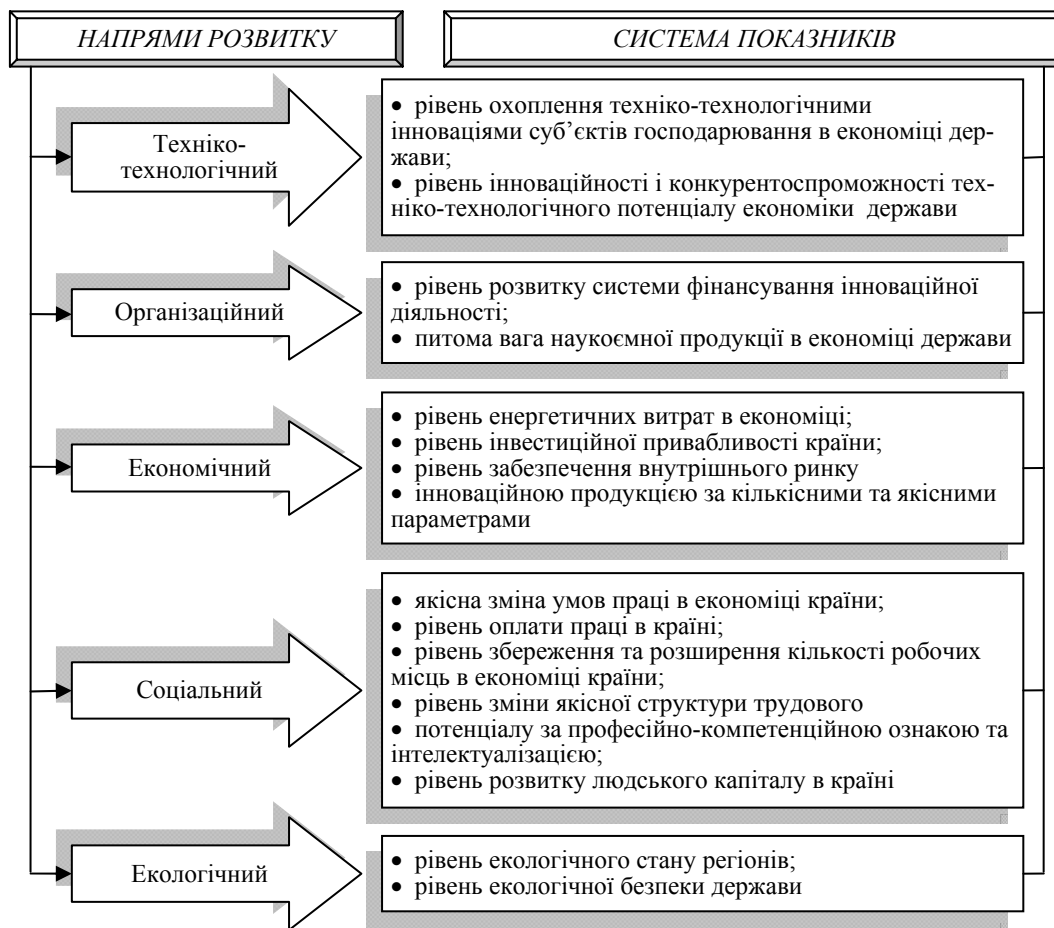 НАПРЯМИ РОЗВИТКУ
СИСТЕМА ПОКАЗНИКІВ
Техніко-
технологічний
• рівень охоплення техніко-технологічними
інноваціями суб’єктів господарювання в економіці дер-
жави;
• рівень інноваційності і конкурентоспроможності тех-
ніко-технологічного потенціалу економіки держави
Організаційний
• рівень розвитку системи фінансування інноваційної
діяльності;
• питома вага наукоємної продукції в економіці держави
Економічний
• рівень енергетичних витрат в економіці;
• рівень інвестиційної привабливості країни;
• рівень забезпечення внутрішнього ринку
• інноваційною продукцією за кількісними та якісними
параметрами
Соціальний
• якісна зміна умов праці в економіці країни;
• рівень оплати праці в країні;
• рівень збереження та розширення кількості робочих
місць в економіці країни;
• рівень зміни якісної структури трудового
• потенціалу за професійно-компетенційною ознакою та
інтелектуалізацією;
• рівень розвитку людського капіталу в країні
Екологічний
• рівень екологічного стану регіонів;
• рівень екологічної безпеки держави